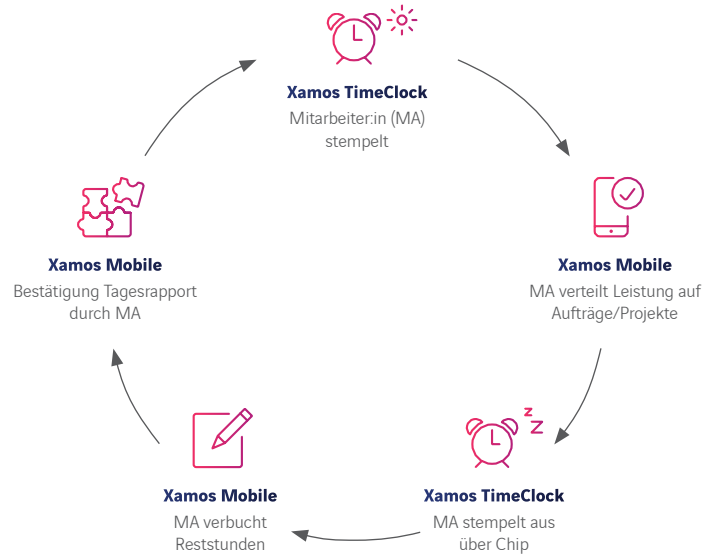 Xamos TimeClock
Mitarbeiter:in (MA)
stempelt
Xamos Mobile
MA verteilt Leistung auf
Aufträge/Projekte
z
Z
Xamos TimeClock
MA stempelt aus
über Chip
Xamos Mobile
MA verbucht
Reststunden
Xamos Mobile
Bestätigung Tagesrapport
durch MA